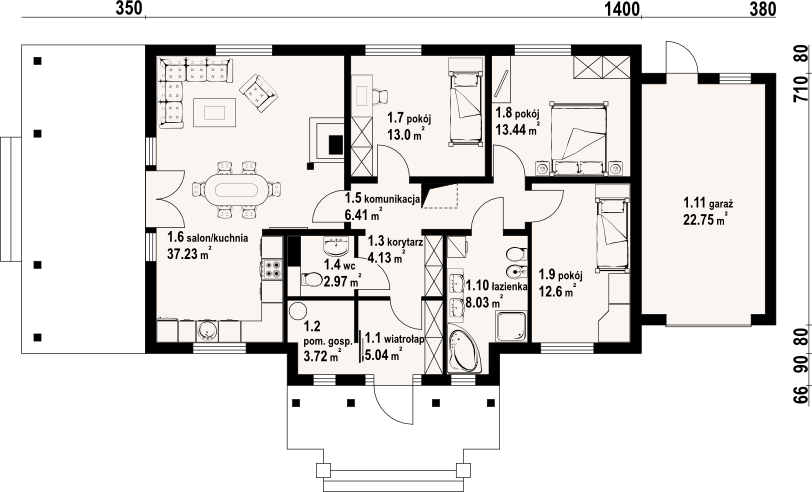 350
1400
380
80
710
80
90
66
1.7 pokój
13.0 m²
1.8 pokój
13.44 m²
1.5 komunikacja
6.41 m²
1.11 garaż
22.75 m²
1.6 salon/kuchnia
37.23 m²
1.3 korytarz
4.13 m²
1.4 wc
2.97 m²
1.10 łazienka
8.03 m²
1.9 pokój
12.6 m²
1.2
pom. gosp.
3.72 m²
1.1 wiatrołap
5.04 m²